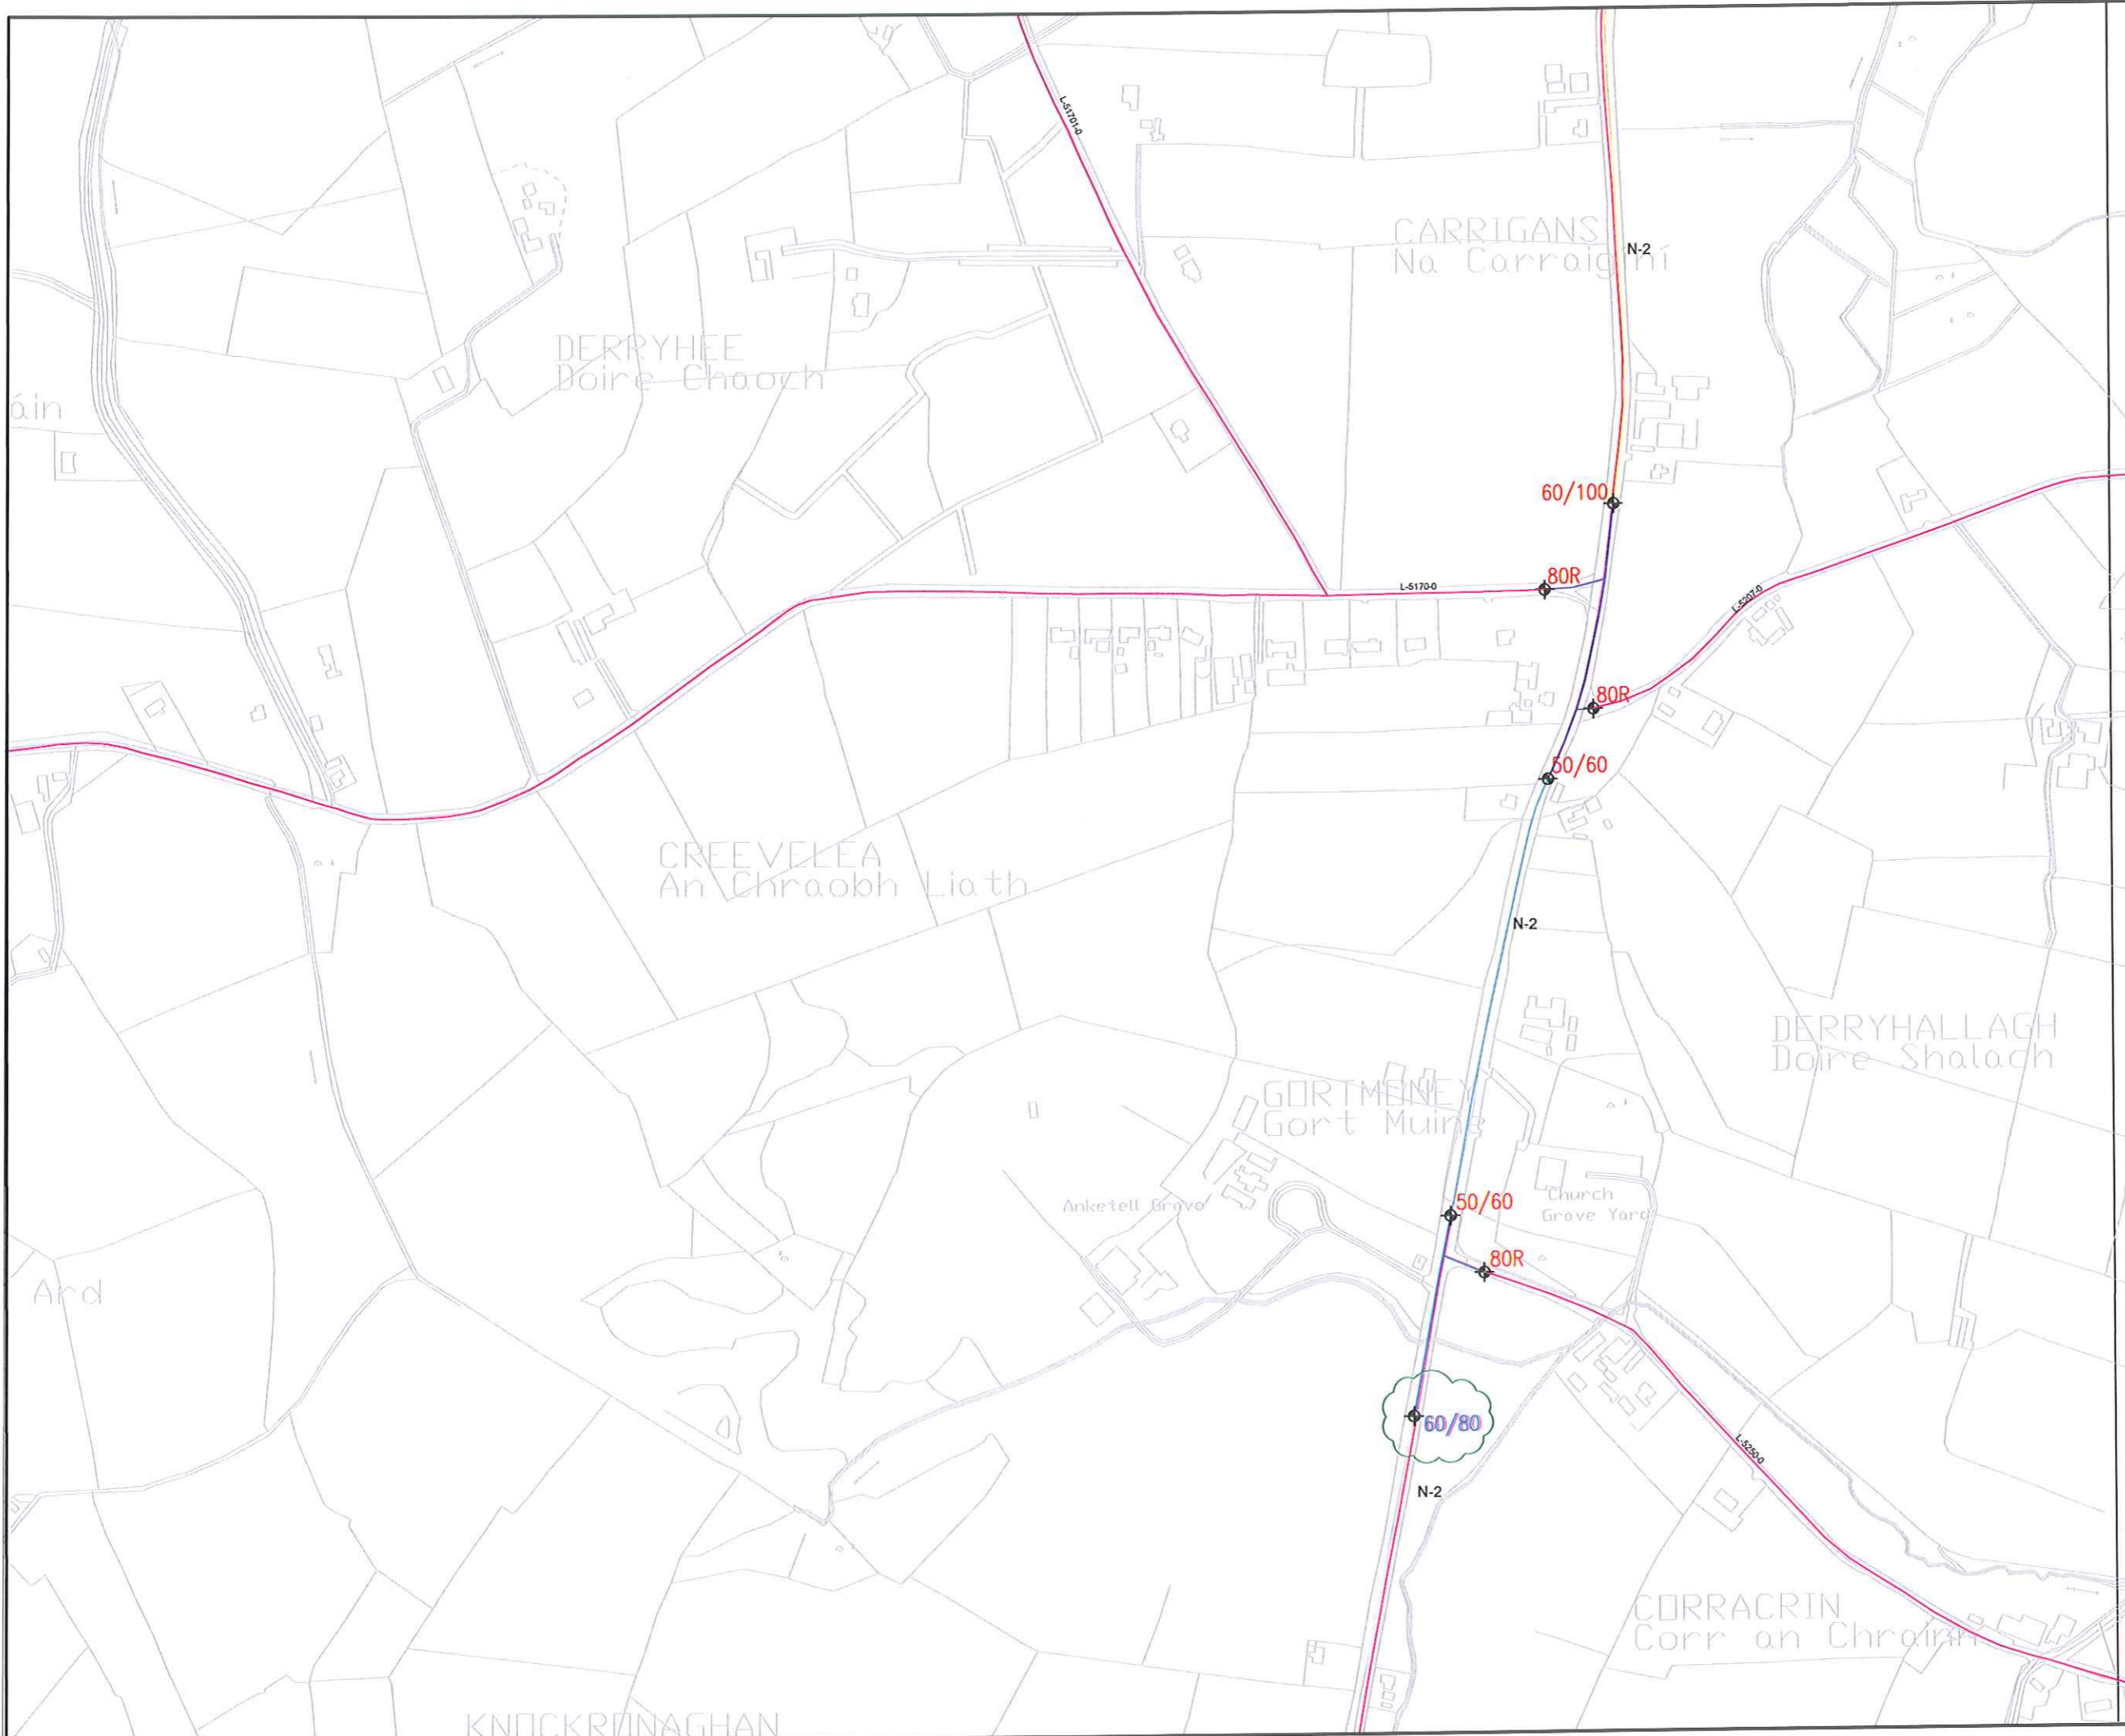 L-51701-0
CARRIGANS
Na Carraigíní
N-2
DERRYHEE
Doire Chaoch
áin
60/100
80R
L-5170-0
L-5207-0
80R
50/60
CREEVELEA
An Chraobh Liath
N-2
DERRYHALLAGH
Doire Shalach
GORTMONEY
Gort Muine
Anketell Grove
50/60
Church
Grave Yard
80R
Ard
60/80
L-5250-0
N-2
CORRACRIN
Corr an Chrainn
KNOCKRONAGHAN